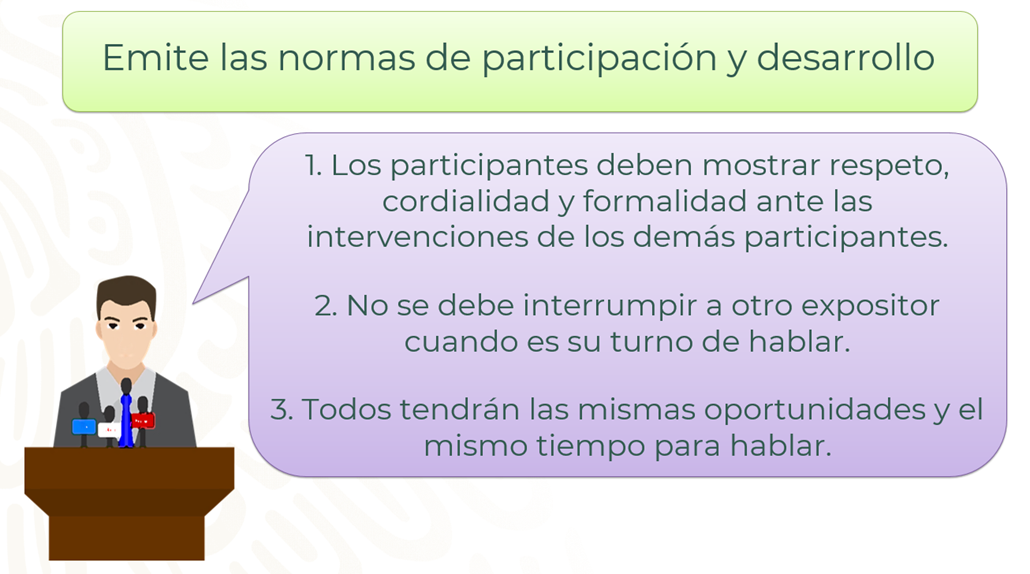 Emite las normas de participación y desarrollo
1. Los participantes deben mostrar respeto,
cordialidad y formalidad ante las
intervenciones de los demás participantes.
2. No se debe interrumpir a otro expositor
cuando es su turno de hablar.
3. Todos tendrán las mismas oportunidades y el
mismo tiempo para hablar.